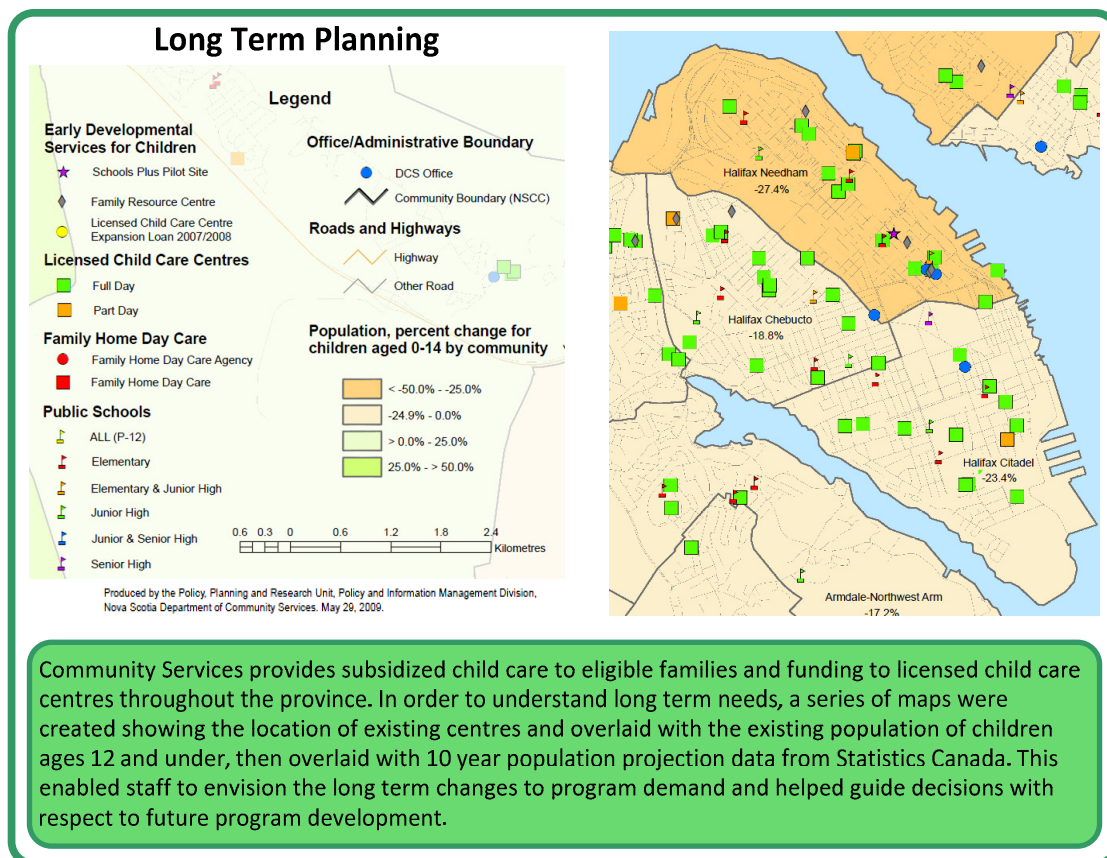 Long Term Planning
Legend
Early Developmental
Services for Children
Schools Plus Pilot Site
Family Resource Centre
Licensed Child Care Centre
Expansion Loan 2007/2008
Licensed Child Care Centres
Full Day
Part Day
Family Home Day Care
Family Home Day Care Agency
Family Home Day Care
Public Schools
ALL (P-12)
Elementary
Elementary & Junior High
Junior High
Junior & Senior High
Senior High
Office/Administrative Boundary
DCS Office
Community Boundary (NSCC)
Roads and Highways
Highway
Other Road
Population, percent change for
children aged 0-14 by community
< -50.0% - -25.0%
-24.9% - 0.0%
> 0.0% - 25.0%
25.0% - > 50.0%
0.6 0.3 0 0.6 1.2 1.8 2.4
Kilometres
Produced by the Policy, Planning and Research Unit, Policy and Information Management Division,
Nova Scotia Department of Community Services. May 29, 2009.
Halifax Needham
-27.4%
Halifax Chebucto
-18.8%
Halifax Citadel
-23.4%
Armdale-Northwest Arm
-17.2%
Community Services provides subsidized child care to eligible families and funding to licensed child care
centres throughout the province. In order to understand long term needs, a series of maps were
created showing the location of existing centres and overlaid with the existing population of children
ages 12 and under, then overlaid with 10 year population projection data from Statistics Canada. This
enabled staff to envision the long term changes to program demand and helped guide decisions with
respect to future program development.